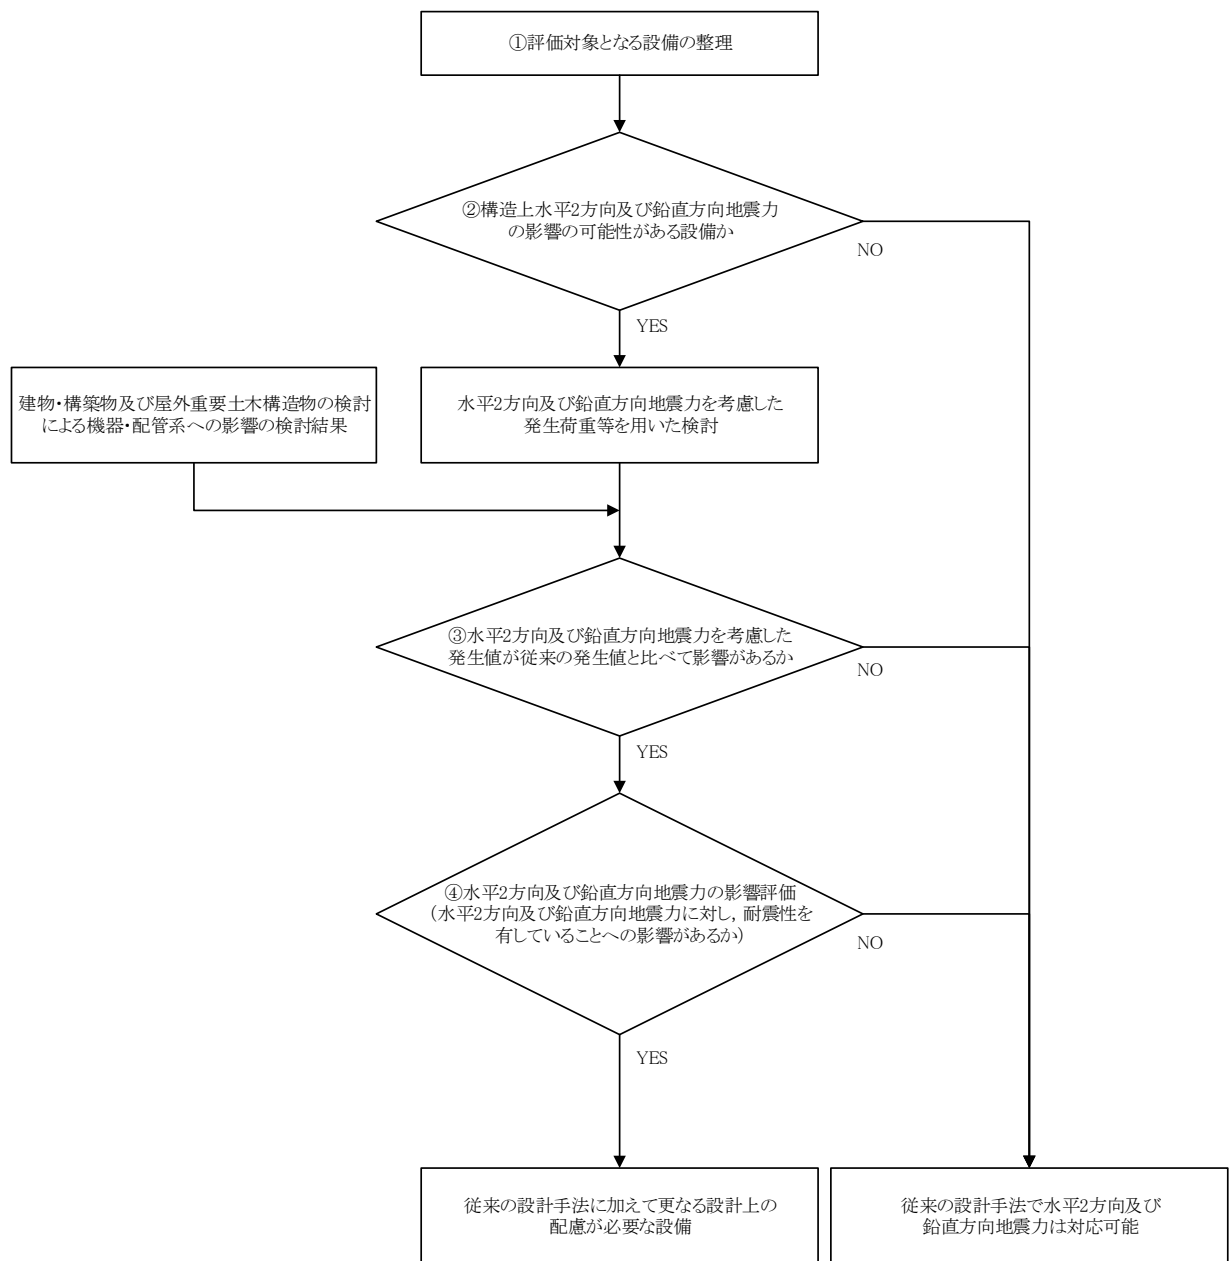 ①評価対象となる設備の整理
②構造上水平2方向及び鉛直方向地震力
の影響の可能性がある設備か
NO
YES
建物・構築物及び屋外重要土木構造物の検討
による機器・配管系への影響の検討結果
水平2方向及び鉛直方向地震力を考慮した
発生荷重等を用いた検討
③水平2方向及び鉛直方向地震力を考慮した
発生値が従来の発生値と比べて影響があるか
NO
YES
④水平2方向及び鉛直方向地震力の影響評価
(水平2方向及び鉛直方向地震力に対し，耐震性を
有していることへの影響があるか)
NO
YES
従来の設計手法に加えて更なる設計上の
配慮が必要な設備
従来の設計手法で水平2方向及び
鉛直方向地震力は対応可能